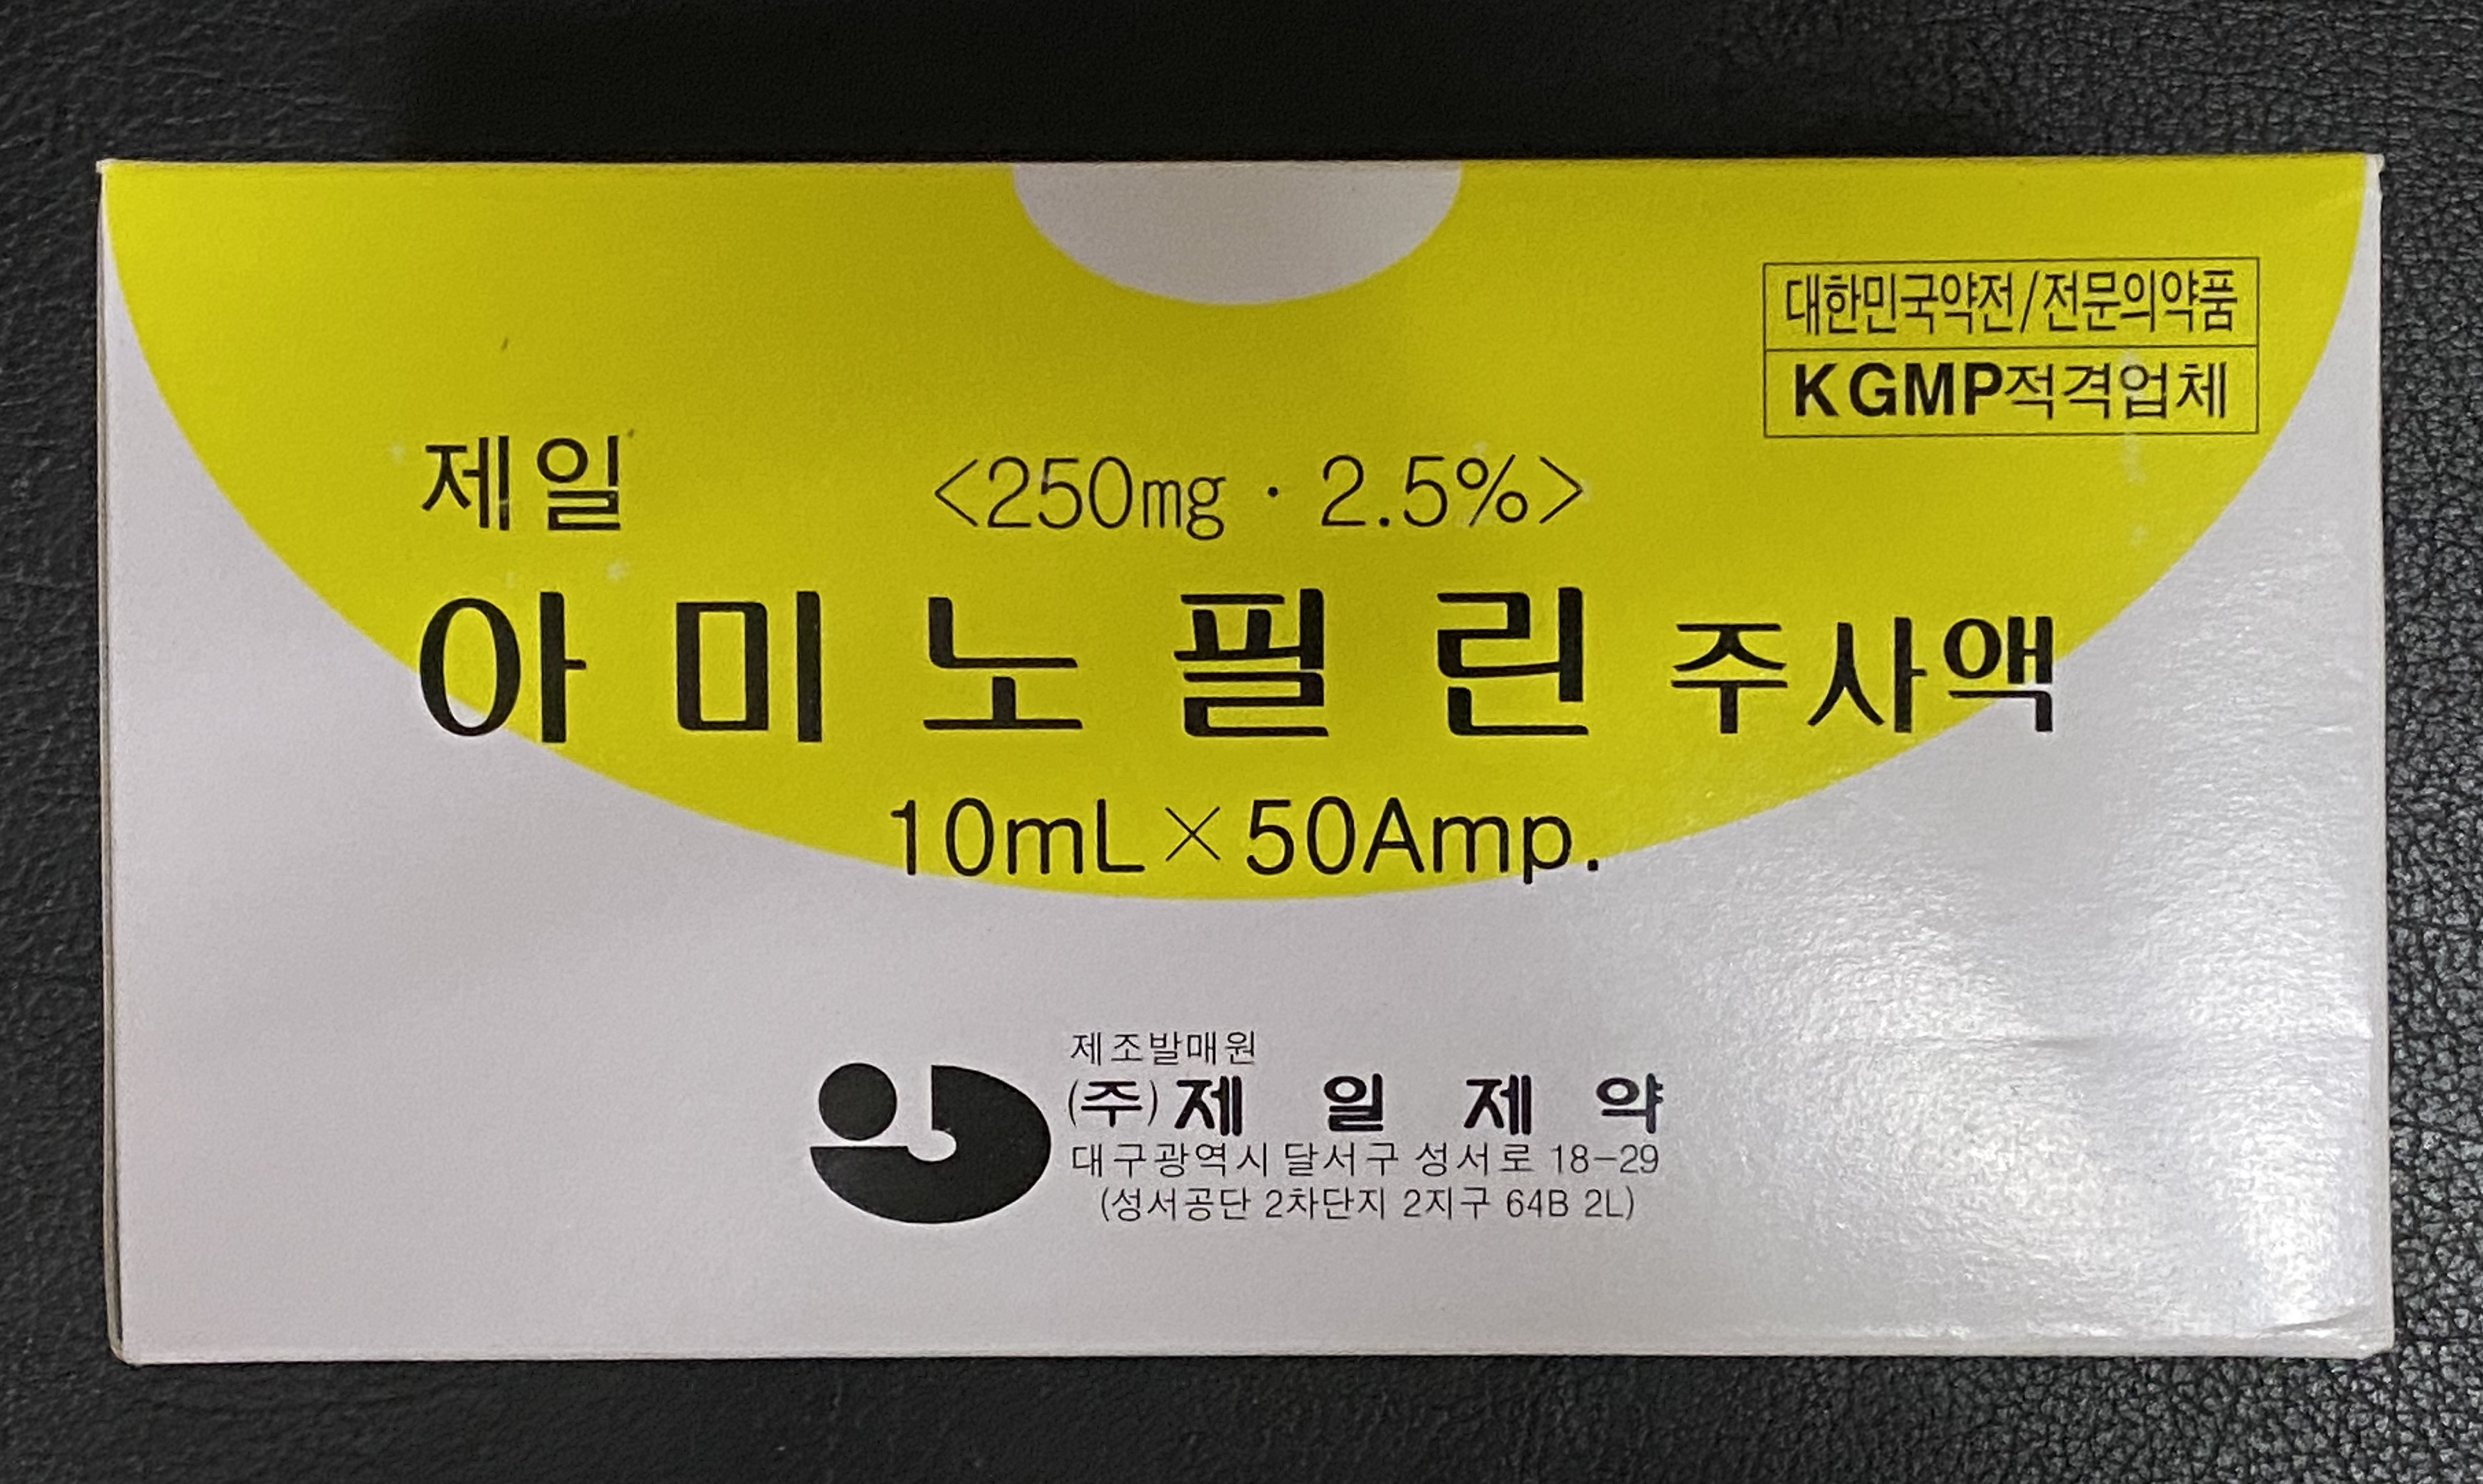 대한민국약전/전문의약품
KGMP적격업체
제일 <250mg · 2.5%>
아미노필린 주사액
10mL×50Amp.
제조발매원
(주)제일제약
대구광역시 달서구 성서로 18-29
(성서공단 2차단지 2지구 64B 2L)